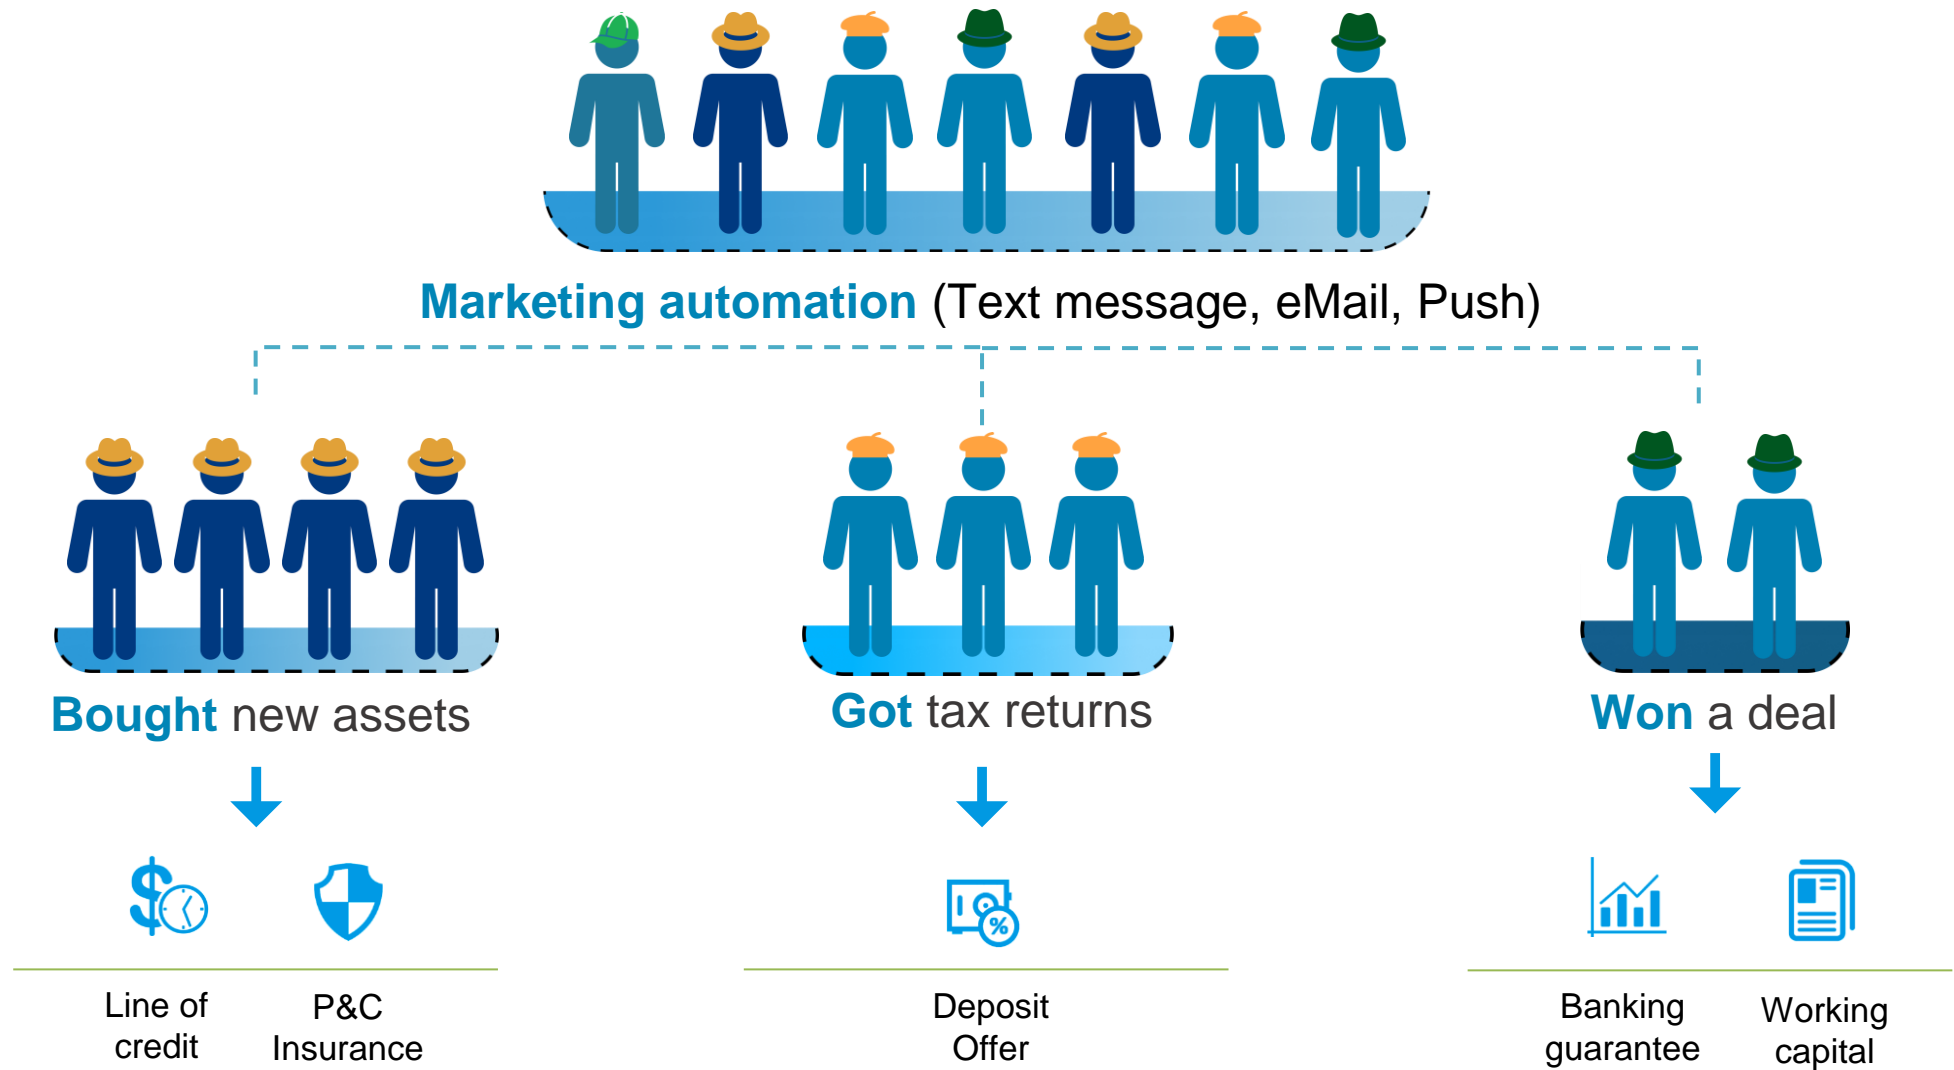 Marketing automation (Text message, eMail, Push)
Bought new assets
Got tax returns
Won a deal
%
Line of
credit
P&C
Insurance
Deposit
Offer
Banking
guarantee
Working
capital